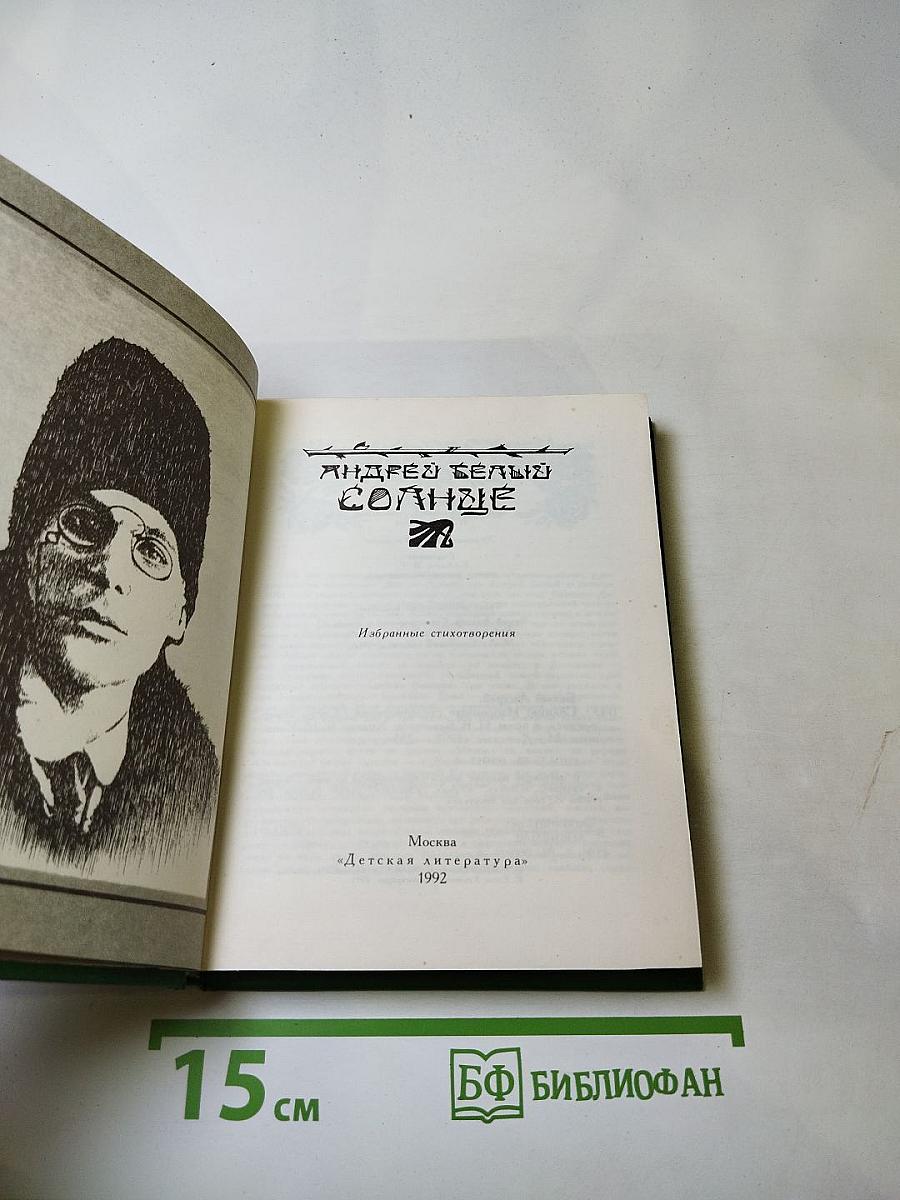 АНДРЕЙ БЕЛЫЙ
СОЛНЦЕ
Избранные стихотворения
Москва
«Детская литература»
1992
15 см
БФ БИБЛИОФАН